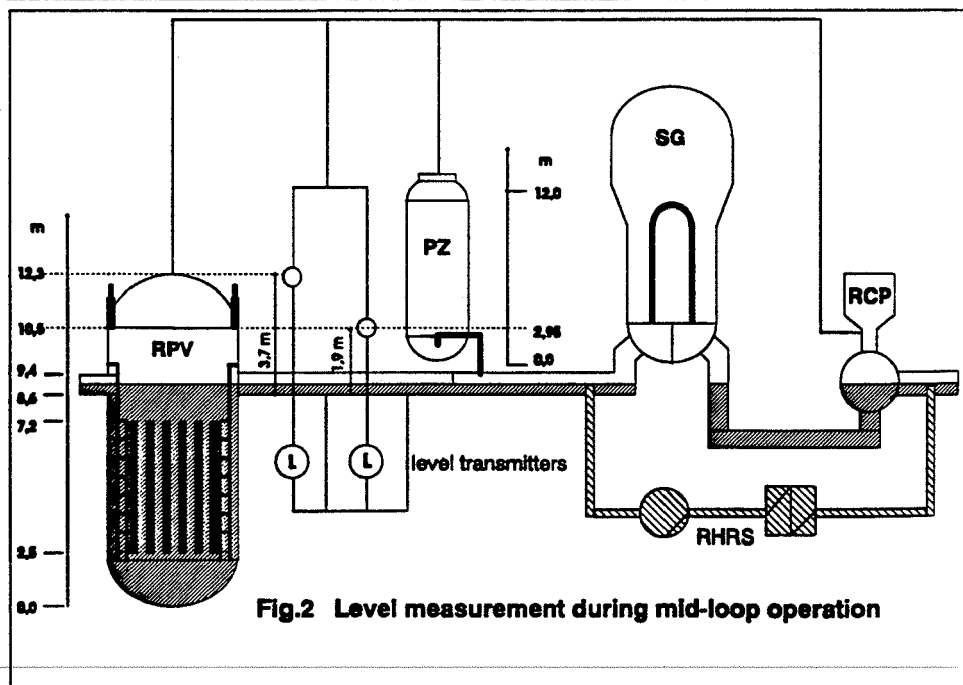 m
12,3
10,5
9,4
8,6
7,2
2,5
0,0
RPV
3,7 m
1,9 m
L
L
level transmitters
PZ
m
12,0
2,95
0,0
SG
RCP
RHRS
Fig.2 Level measurement during mid-loop operation